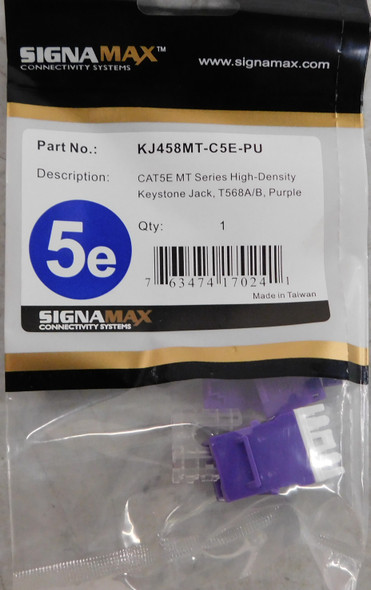 SIGNAMAX™
CONNECTIVITY SYSTEMS
www.signamax.com
Part No.: KJ458MT-C5E-PU
Description: CAT5E MT Series High-Density
Keystone Jack, T568A/B, Purple
5e
Qty: 1
7 63474 17024 1
Made in Taiwan
SIGNAMAX
CONNECTIVITY SYSTEMS